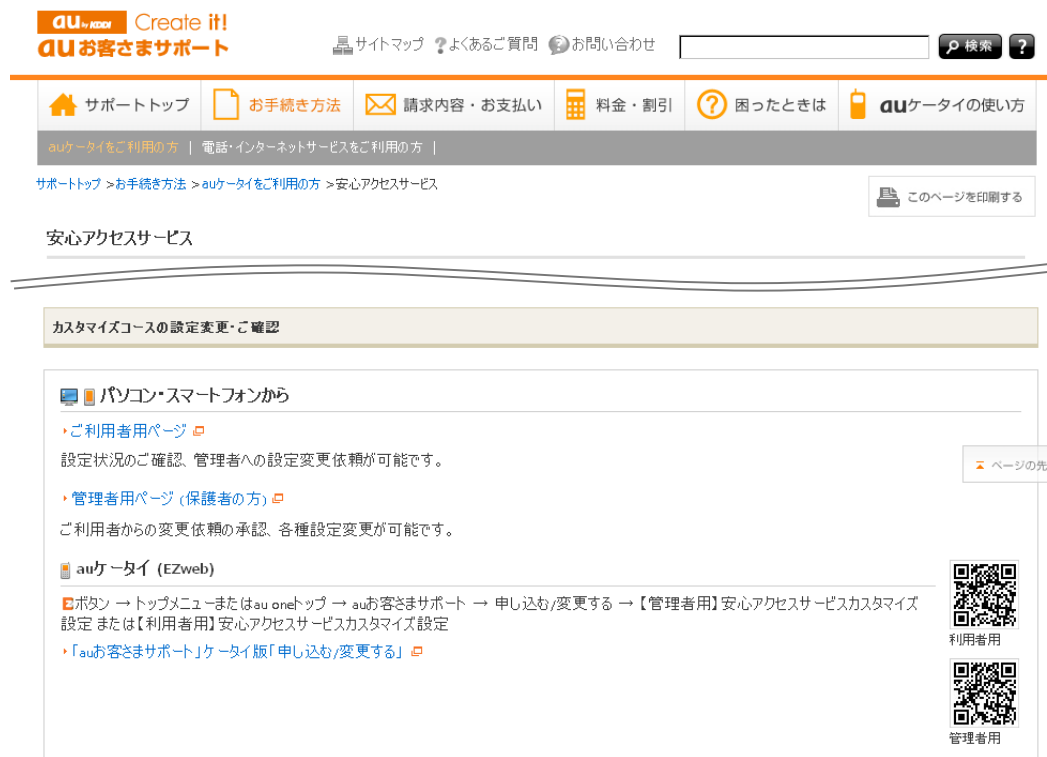 au by KDDI Create it!
auお客さまサポート
サイトマップ ?よくあるご質問 お問い合わせ 検索 ?
サポートトップ お手続き方法 請求内容・お支払い 料金・割引 困ったときは auケータイの使い方
auケータイをご利用の方 | 電話・インターネットサービスをご利用の方 |
サポートトップ >お手続き方法 >auケータイをご利用の方 >安心アクセスサービス
このページを印刷する
安心アクセスサービス
カスタマイズコースの設定変更・ご確認
パソコン・スマートフォンから
ご利用者用ページ
設定状況のご確認、管理者への設定変更依頼が可能です。
ページの先
管理者用ページ (保護者の方)
ご利用者からの変更依頼の承認、各種設定変更が可能です。
auケータイ (EZweb)
ボタン → トップメニューまたはau oneトップ → auお客さまサポート → 申し込む/変更する → 【管理者用】安心アクセスサービスカスタマイズ
設定 または【利用者用】安心アクセスサービスカスタマイズ設定
「auお客さまサポート」ケータイ版「申し込む/変更する」
利用者用
管理者用